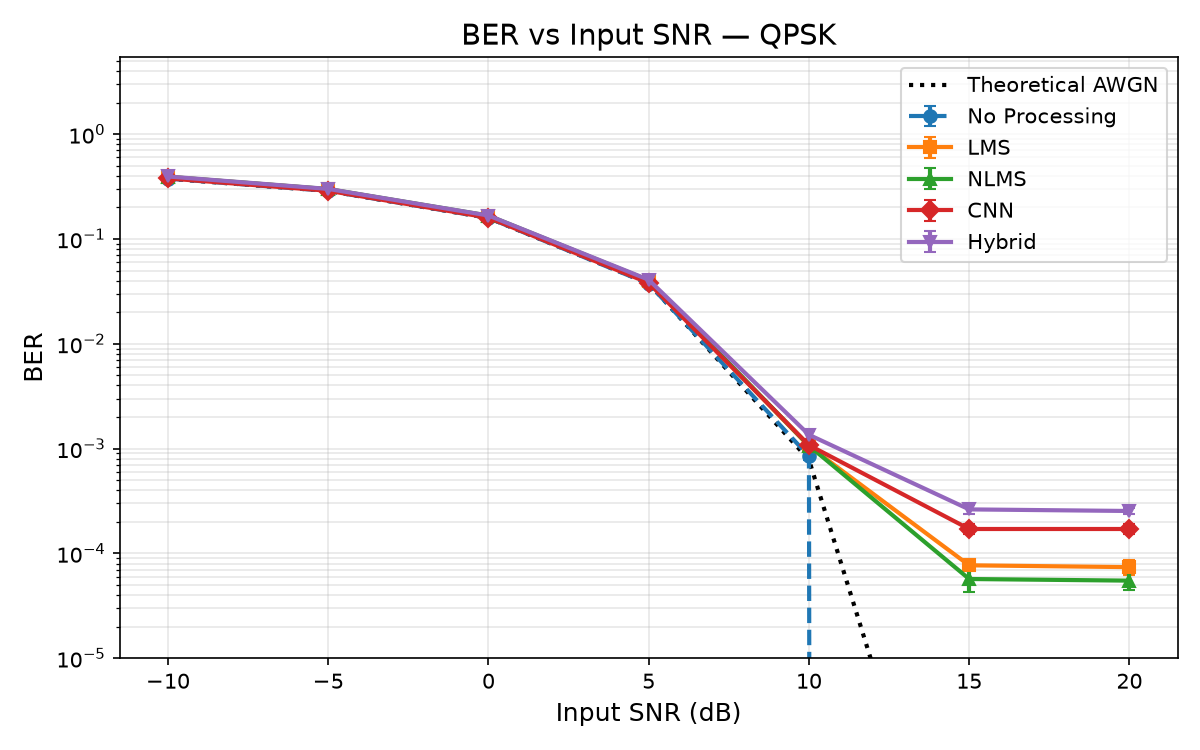 BER vs Input SNR — QPSK
Theoretical AWGN
No Processing
LMS
NLMS
CNN
Hybrid
BER
10⁰
10⁻¹
10⁻²
10⁻³
10⁻⁴
10⁻⁵
−10 −5 0 5 10 15 20
Input SNR (dB)